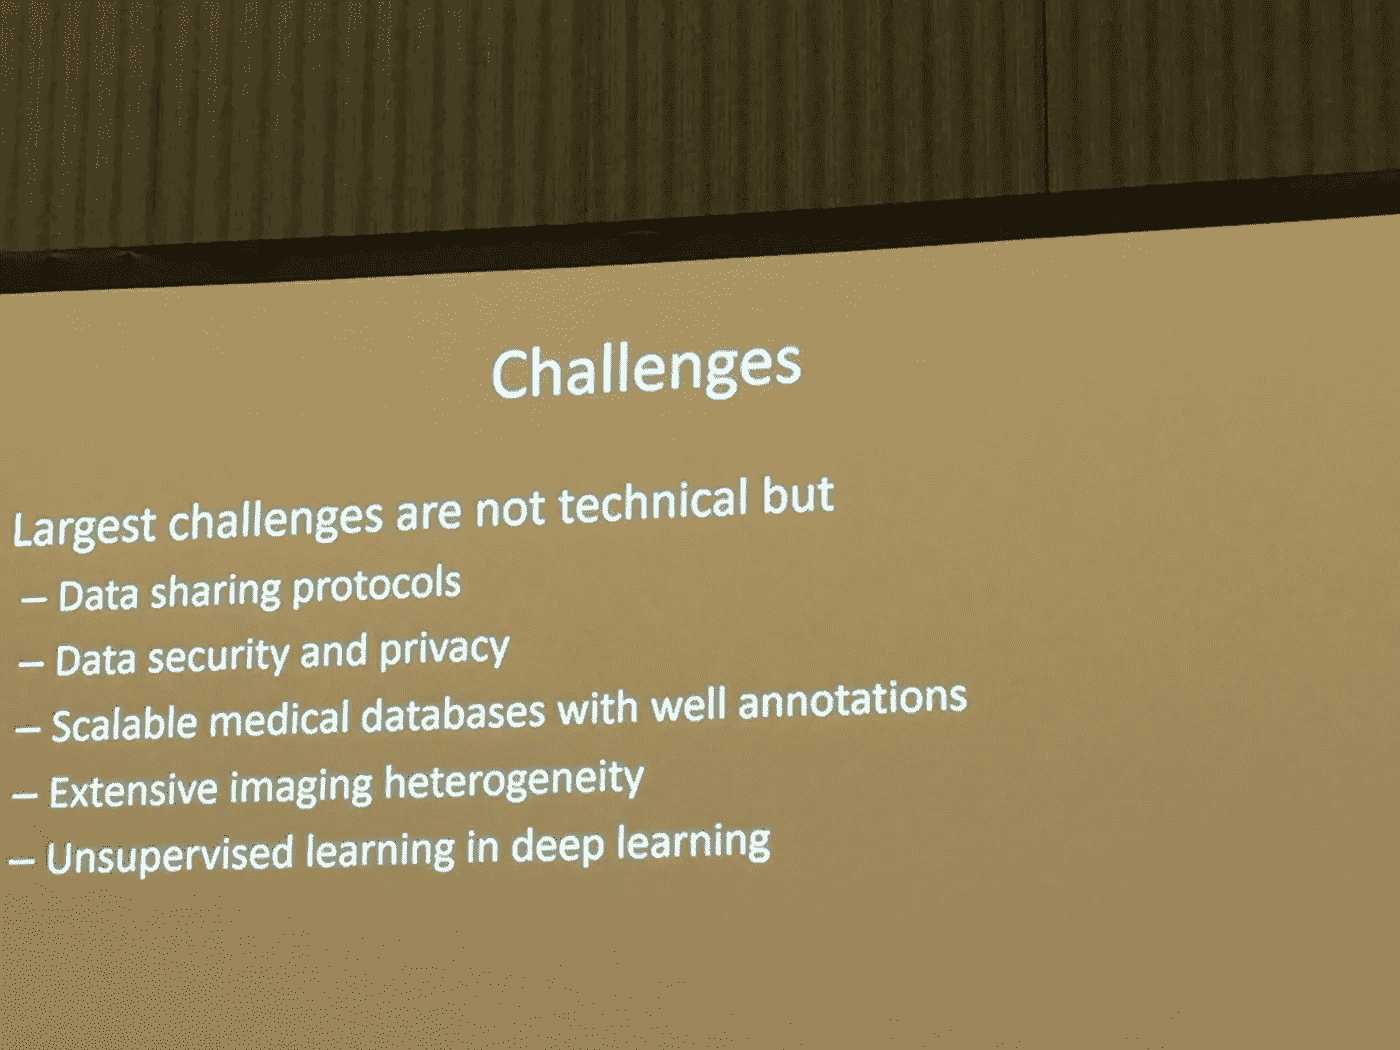 Challenges
Largest challenges are not technical but
– Data sharing protocols
– Data security and privacy
– Scalable medical databases with well annotations
– Extensive imaging heterogeneity
– Unsupervised learning in deep learning